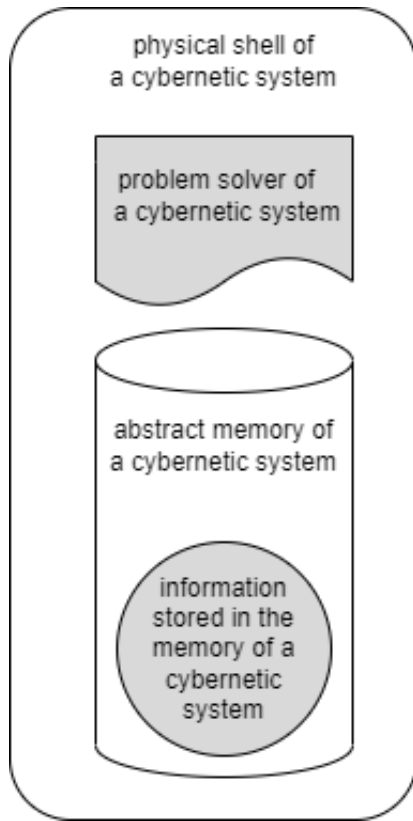 physical shell of
a cybernetic system
problem solver of
a cybernetic system
abstract memory of
a cybernetic system
information
stored in the
memory of a
cybernetic
system